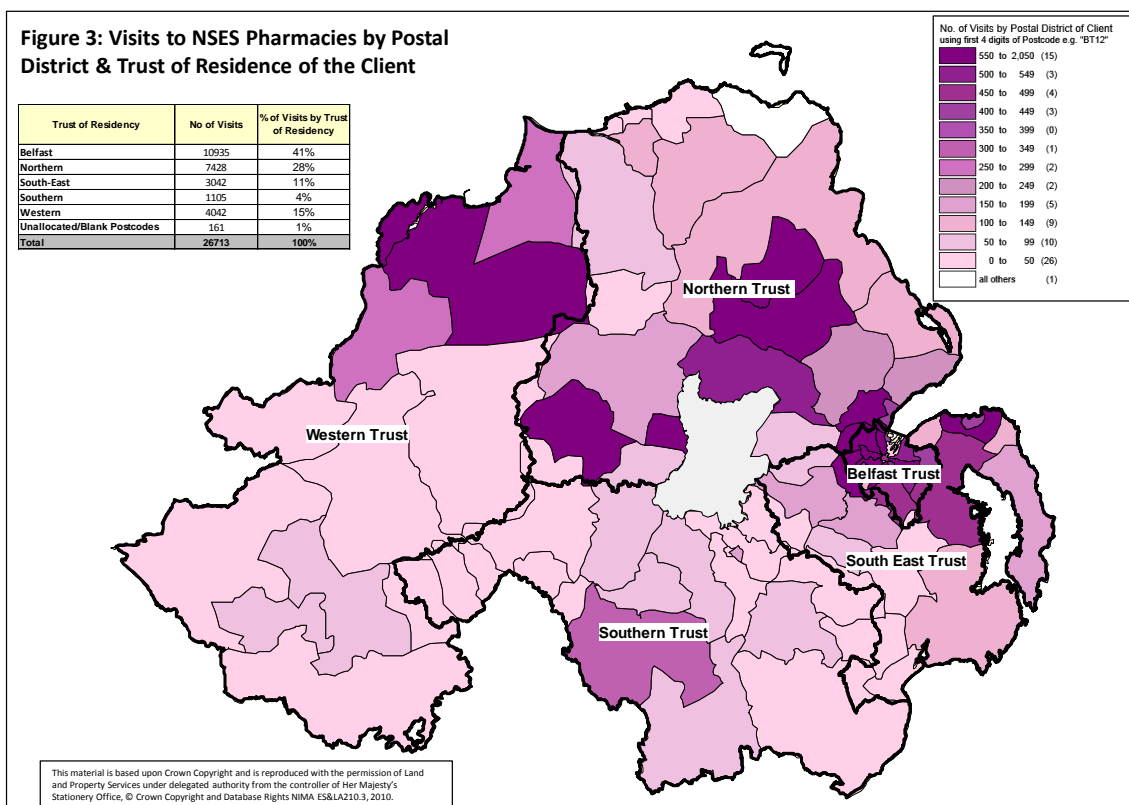 Figure 3: Visits to NSES Pharmacies by Postal
District & Trust of Residence of the Client
Trust of Residency No of Visits % of Visits by Trust
of Residency
Belfast 10935 41%
Northern 7428 28%
South-East 3042 11%
Southern 1105 4%
Western 4042 15%
Unallocated/Blank Postcodes 161 1%
Total 26713 100%
No. of Visits by Postal District of Client
using first 4 digits of Postcode e.g. "BT12"
550 to 2,050 (15)
500 to 549 (3)
450 to 499 (4)
400 to 449 (3)
350 to 399 (0)
300 to 349 (1)
250 to 299 (2)
200 to 249 (2)
150 to 199 (5)
100 to 149 (9)
50 to 99 (10)
0 to 50 (26)
all others (1)
Northern Trust
Western Trust
Belfast Trust
South East Trust
Southern Trust
This material is based upon Crown Copyright and is reproduced with the permission of Land
and Property Services under delegated authority from the controller of Her Majesty's
Stationery Office, © Crown Copyright and Database Rights NIMA ES&LA210.3, 2010.